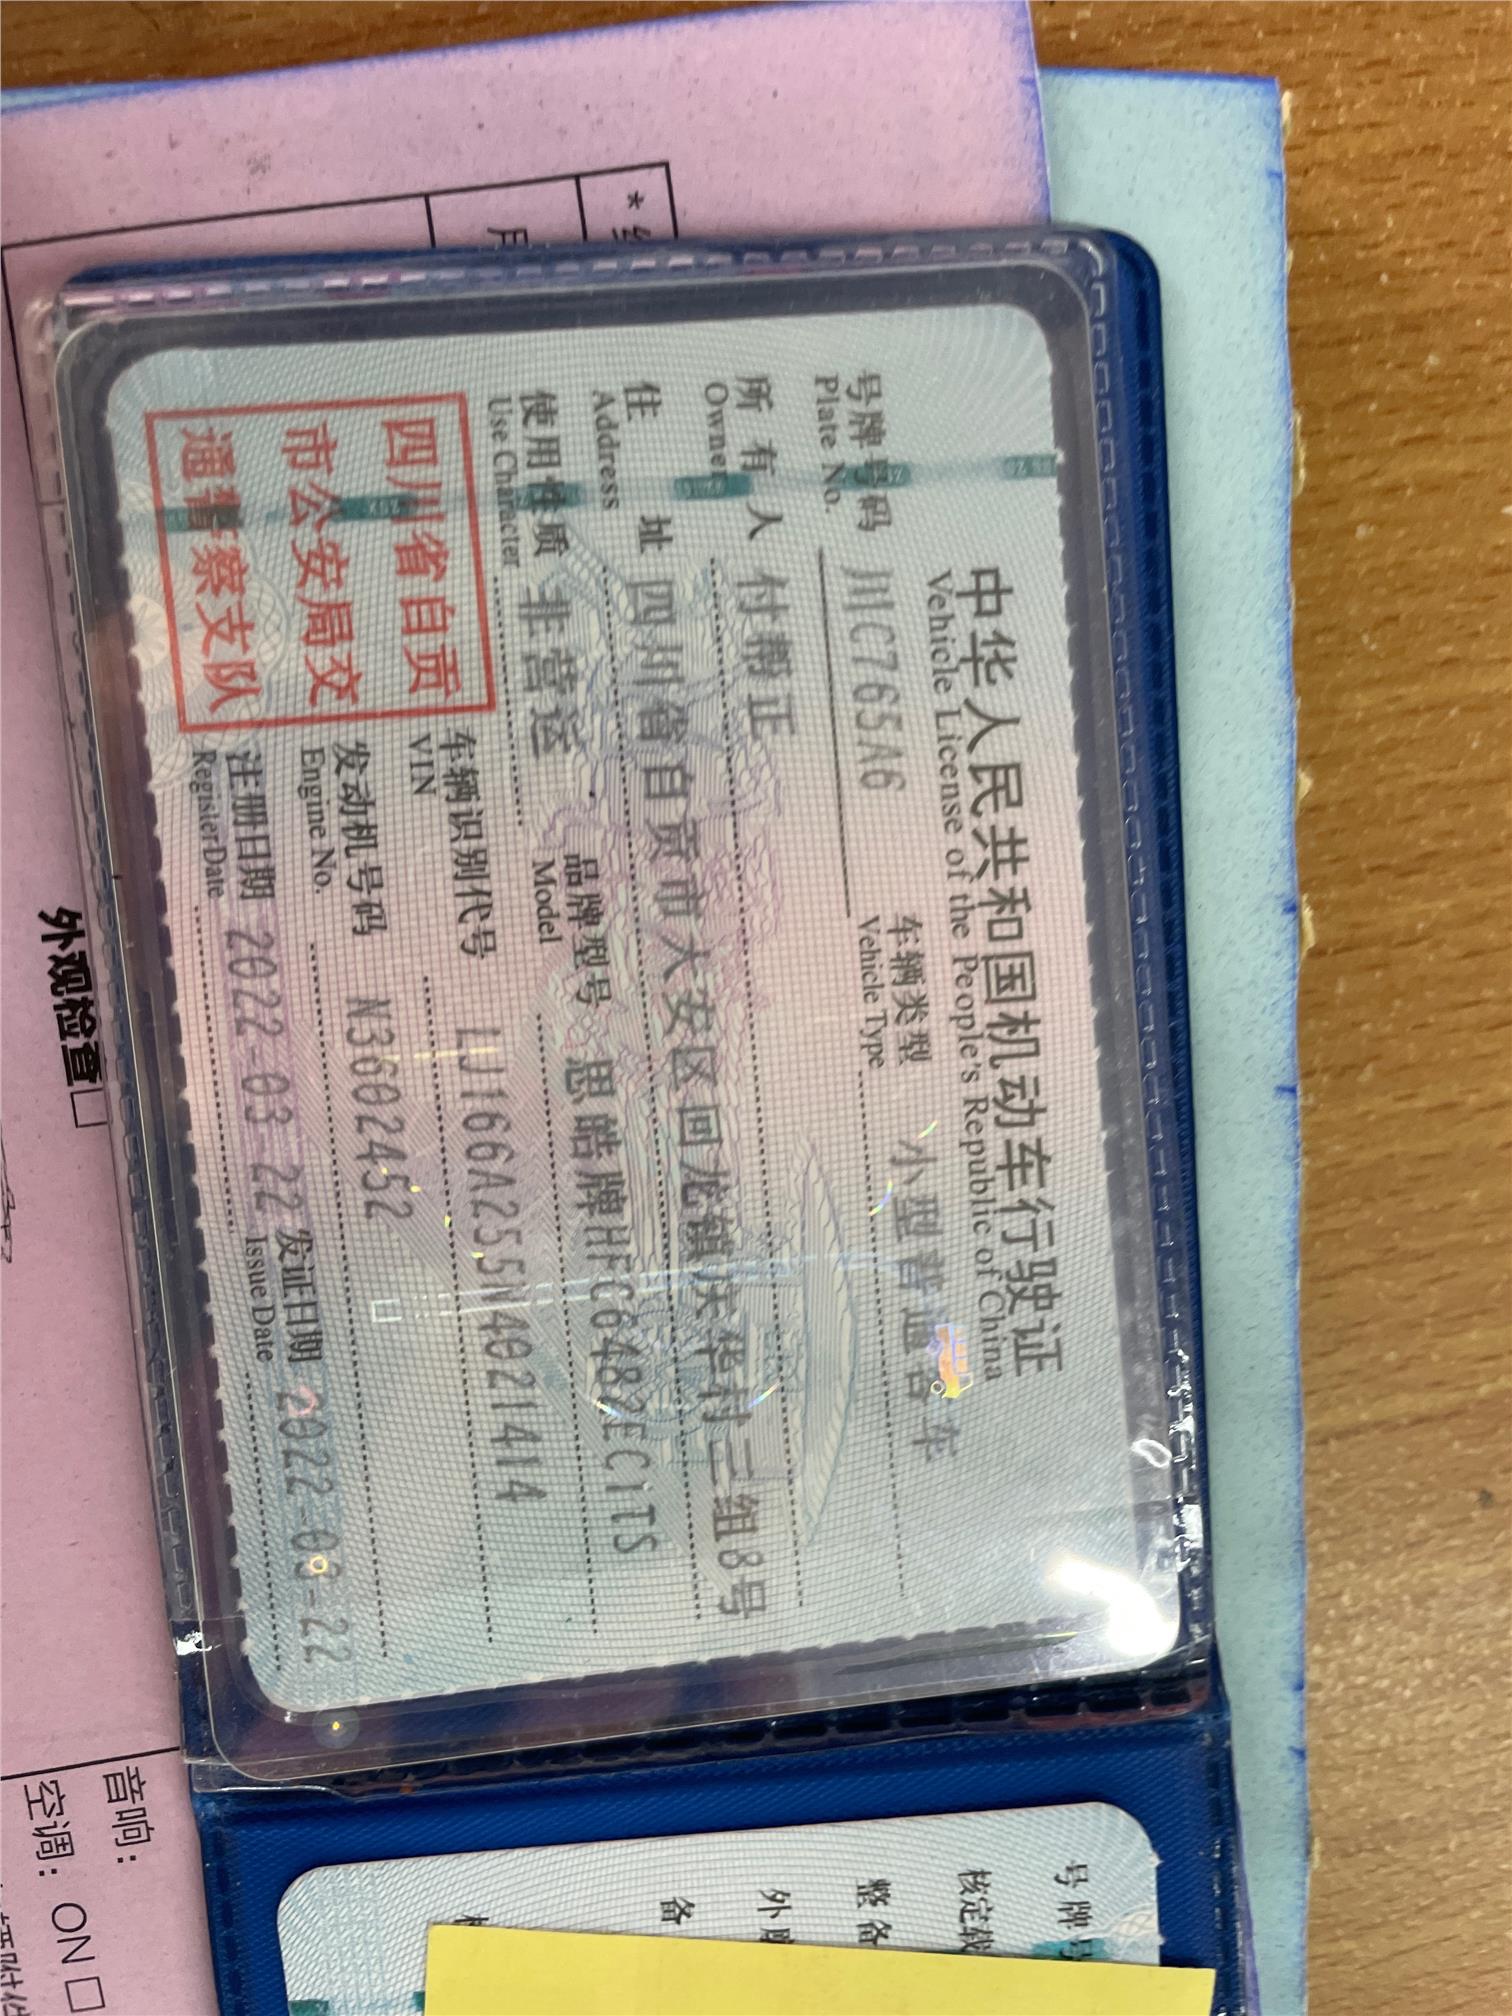 中华人民共和国机动车行驶证
Vehicle License of the People's Republic of China
号牌号码 川C765A6 车辆类型 小型普通客车
Plate No. Vehicle Type
所有人 付帮正
Owner
住址 四川省自贡市大安区回龙镇庆华村三组8号
Address
使用性质 非营运 品牌型号 思皓牌HFC6482EC1TS
Use Character Model
四川省自贡
市公安局交
通警察支队
车辆识别代号 LJ166A255N4021414
VIN
发动机号码 N3602452
Engine No.
注册日期 2022-03-22 发证日期 2022-03-22
Register Date Issue Date
号牌号
核定载
整备
外
备
*
月
外观检查□
音响:
空调: ON □